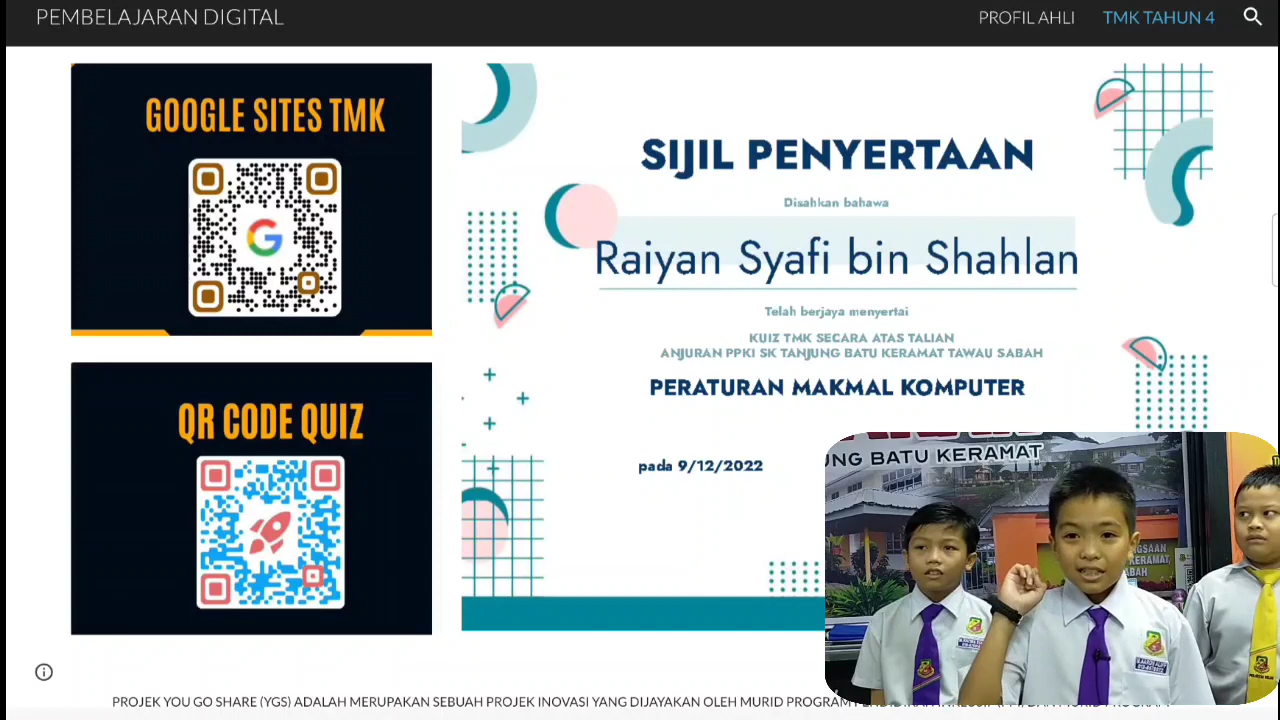 PEMBELAJARAN DIGITAL
PROFIL AHLI
TMK TAHUN 4
GOOGLE SITES TMK
QR CODE QUIZ
SIJIL PENYERTAAN
Disahkan bahawa
Raiyan Syafi bin Shahlan
Telah berjaya menyertai
KUIZ TMK SECARA ATAS TALIAN
ANJURAN PPKI SK TANJUNG BATU KERAMAT TAWAU SABAH
PERATURAN MAKMAL KOMPUTER
pada 9/12/2022
UNG BATU KERAMAT
NGSAAN
KERAMAT
ABAH
PROJEK YOU GO SHARE (YGS) ADALAH MERUPAKAN SEBUAH PROJEK INOVASI YANG DIJAYAKAN OLEH MURID PROGRAM